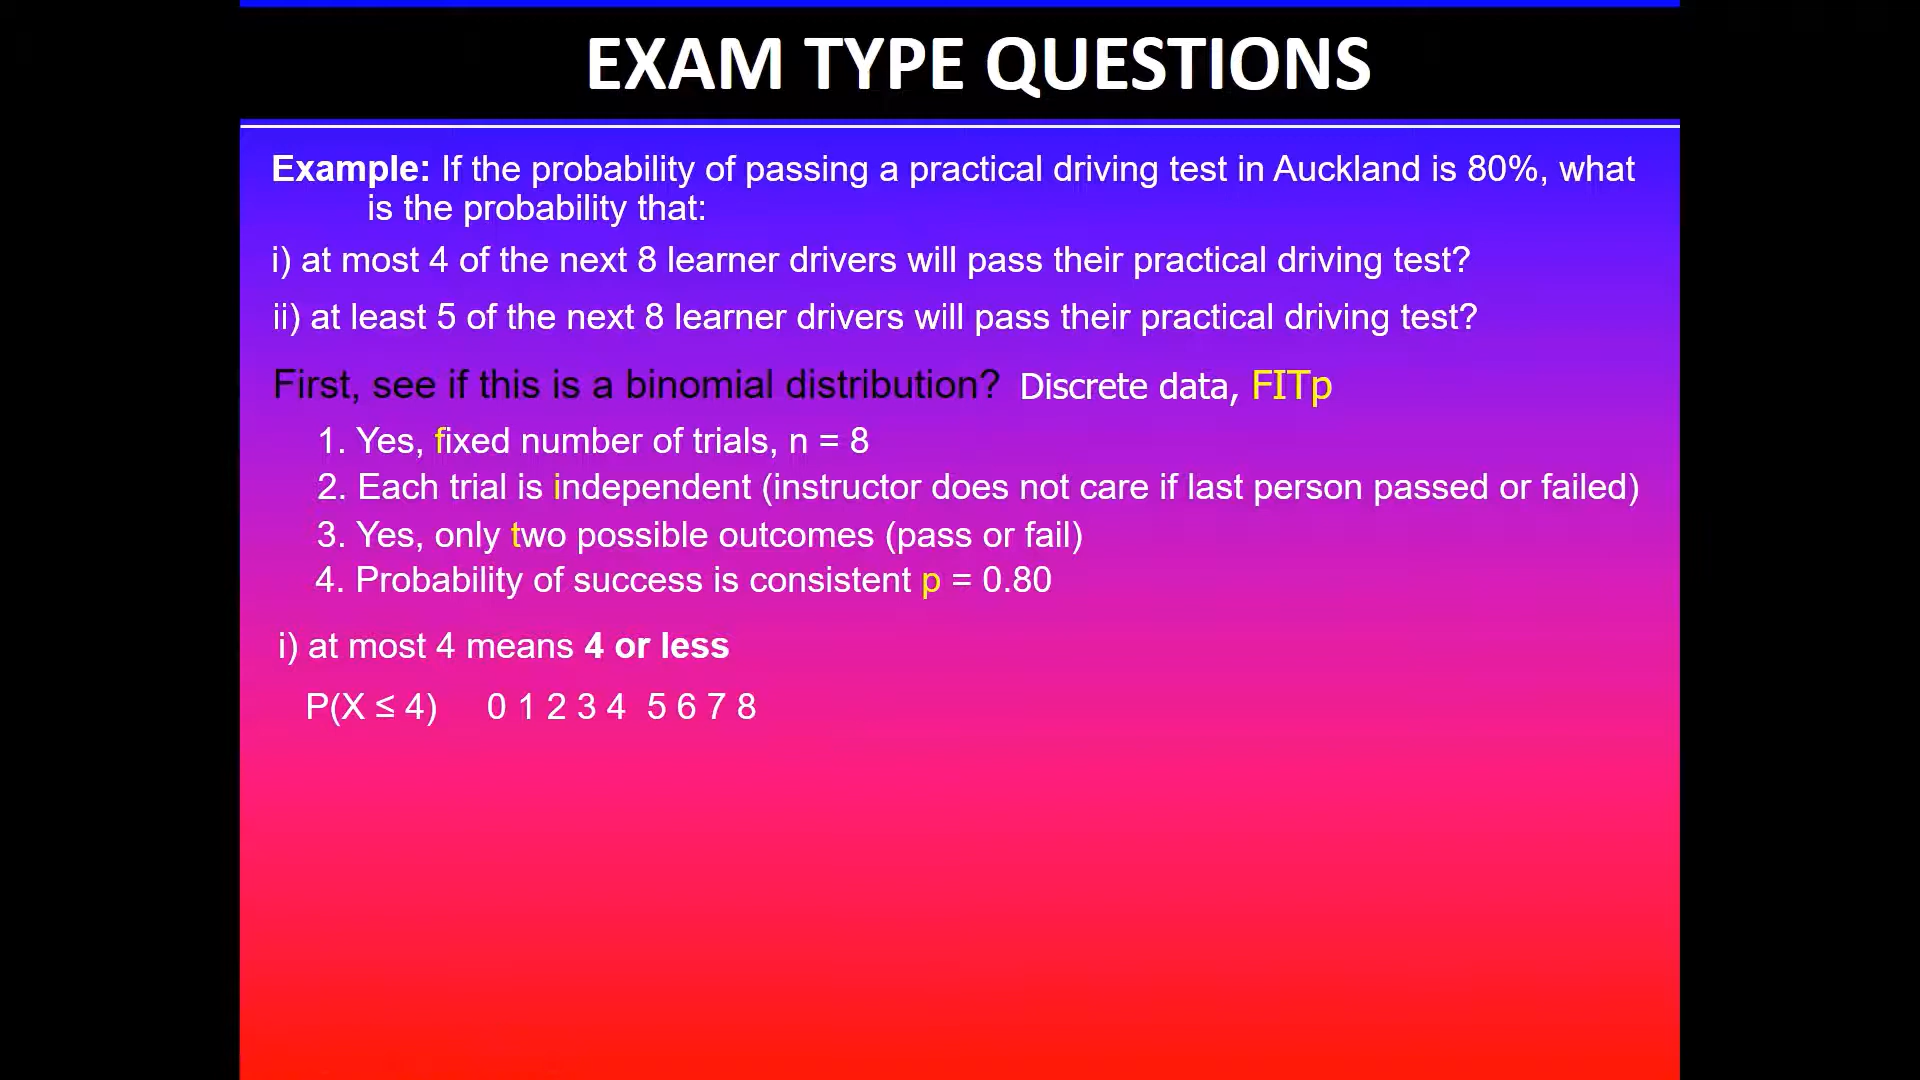 EXAM TYPE QUESTIONS
Example: If the probability of passing a practical driving test in Auckland is 80%, what
is the probability that:
i) at most 4 of the next 8 learner drivers will pass their practical driving test?
ii) at least 5 of the next 8 learner drivers will pass their practical driving test?
First, see if this is a binomial distribution? Discrete data, FITp
1. Yes, fixed number of trials, n = 8
2. Each trial is independent (instructor does not care if last person passed or failed)
3. Yes, only two possible outcomes (pass or fail)
4. Probability of success is consistent p = 0.80
i) at most 4 means 4 or less
P(X ≤ 4) 0 1 2 3 4 5 6 7 8